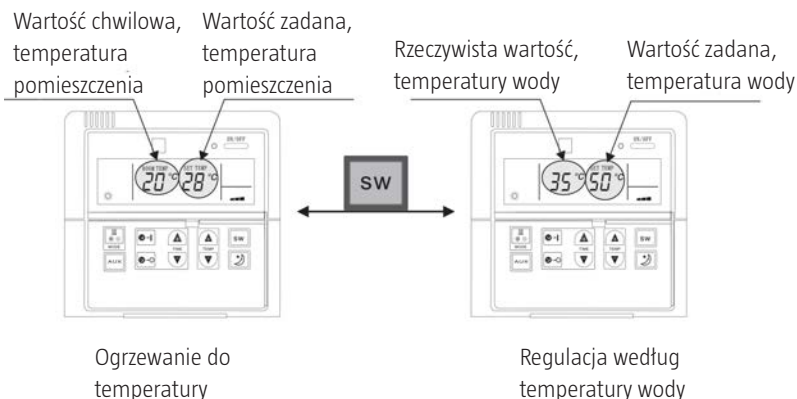 Wartość chwilowa,
temperatura
pomieszczenia
Wartość zadana,
temperatura
pomieszczenia
Rzeczywista wartość,
temperatury wody
Wartość zadana,
temperatura wody
ON/OFF
ROOM TEMP
20 °C
SET TEMP
28 °C
MODE
TIME
TEMP
SW
AUX
SW
ON/OFF
35 °C
SET TEMP
50 °C
MODE
TIME
TEMP
SW
AUX
Ogrzewanie do
temperatury
Regulacja według
temperatury wody